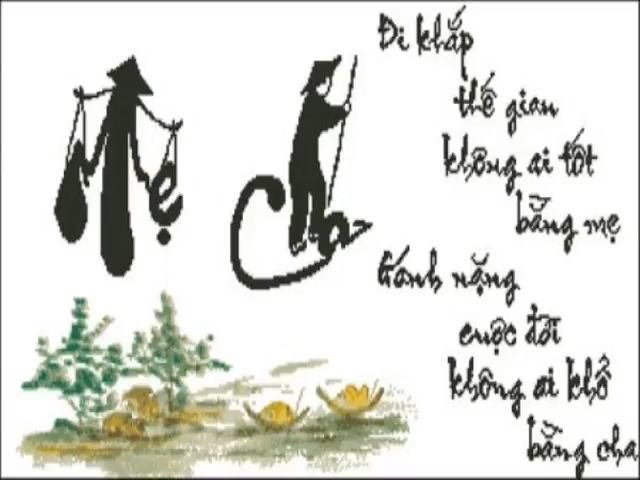 Mẹ Cha
Đi khắp
thế gian
không ai tốt
bằng mẹ
Gánh nặng
cuộc đời
không ai khổ
bằng cha